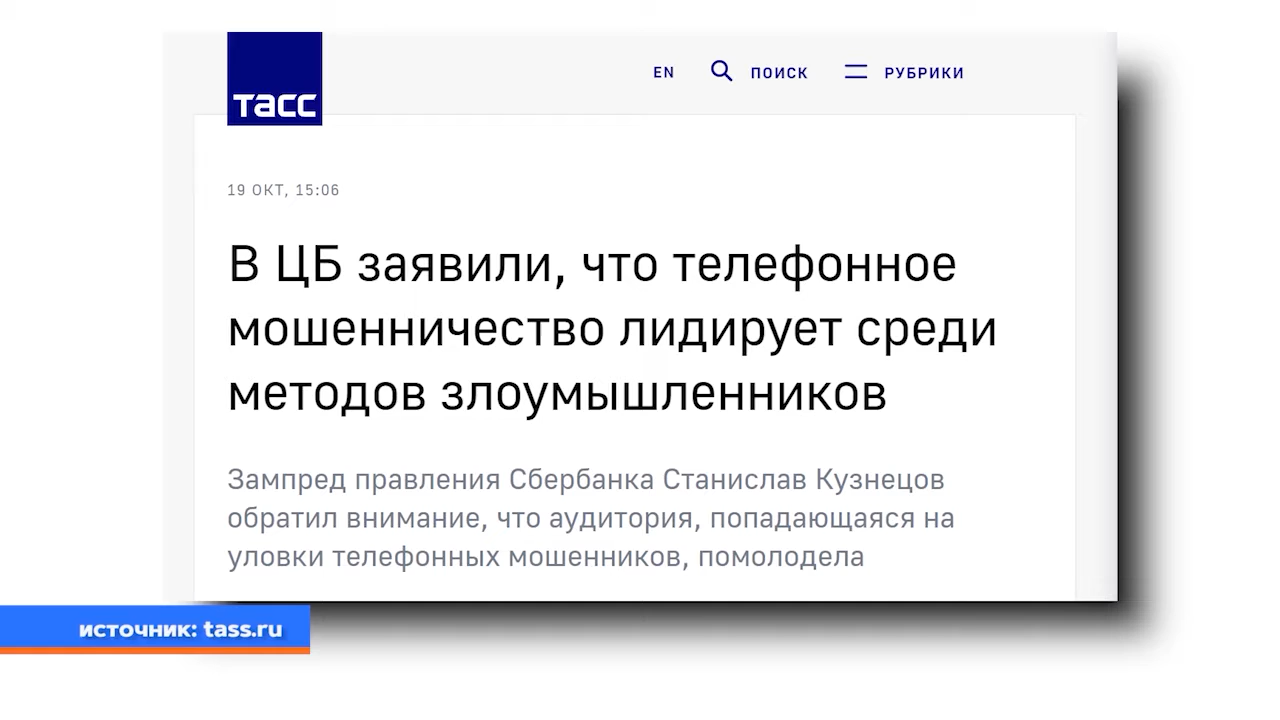 тасс
EN
ПОИСК
РУБРИКИ
19 ОКТ, 15:06
В ЦБ заявили, что телефонное
мошенничество лидирует среди
методов злоумышленников
Зампред правления Сбербанка Станислав Кузнецов
обратил внимание, что аудитория, попадающаяся на
уловки телефонных мошенников, помолодела
источник: tass.ru